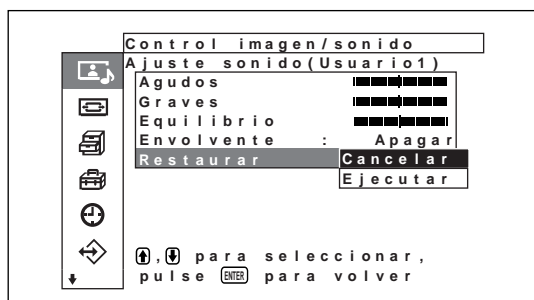 Control imagen/sonido
Ajuste sonido(Usuario1)
Agudos
Graves
Equilibrio
Envolvente : Apagar
Restaurar Cancelar
Ejecutar
, para seleccionar,
pulse ENTER para volver